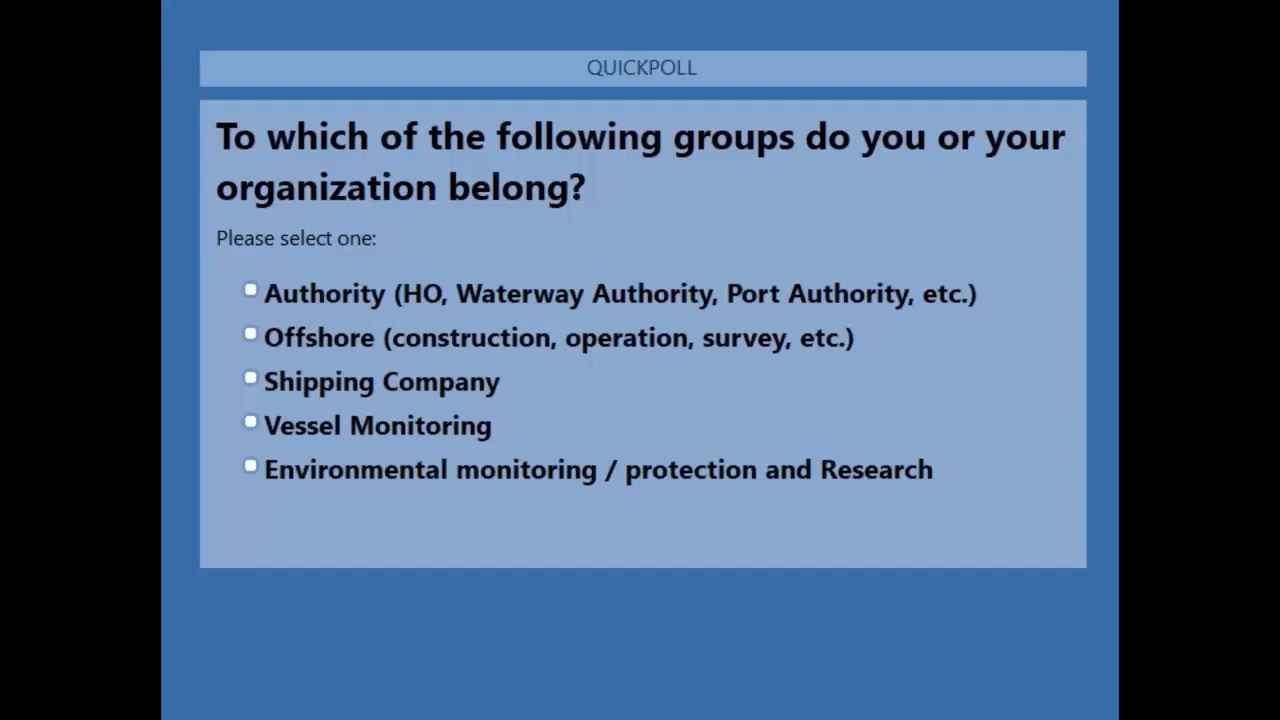 QUICKPOLL
To which of the following groups do you or your
organization belong?
Please select one:
Authority (HO, Waterway Authority, Port Authority, etc.)
Offshore (construction, operation, survey, etc.)
Shipping Company
Vessel Monitoring
Environmental monitoring / protection and Research